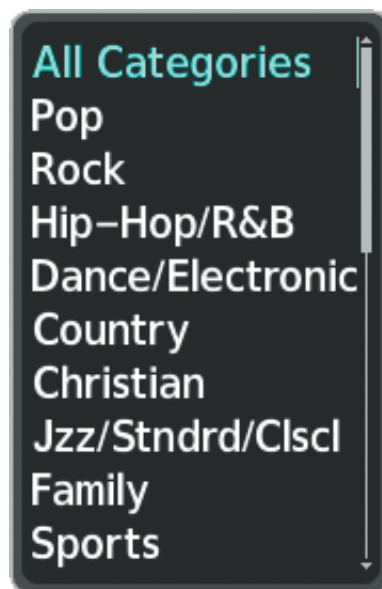 All Categories
Pop
Rock
Hip-Hop/R&B
Dance/Electronic
Country
Christian
Jzz/Stndrd/Clscl
Family
Sports